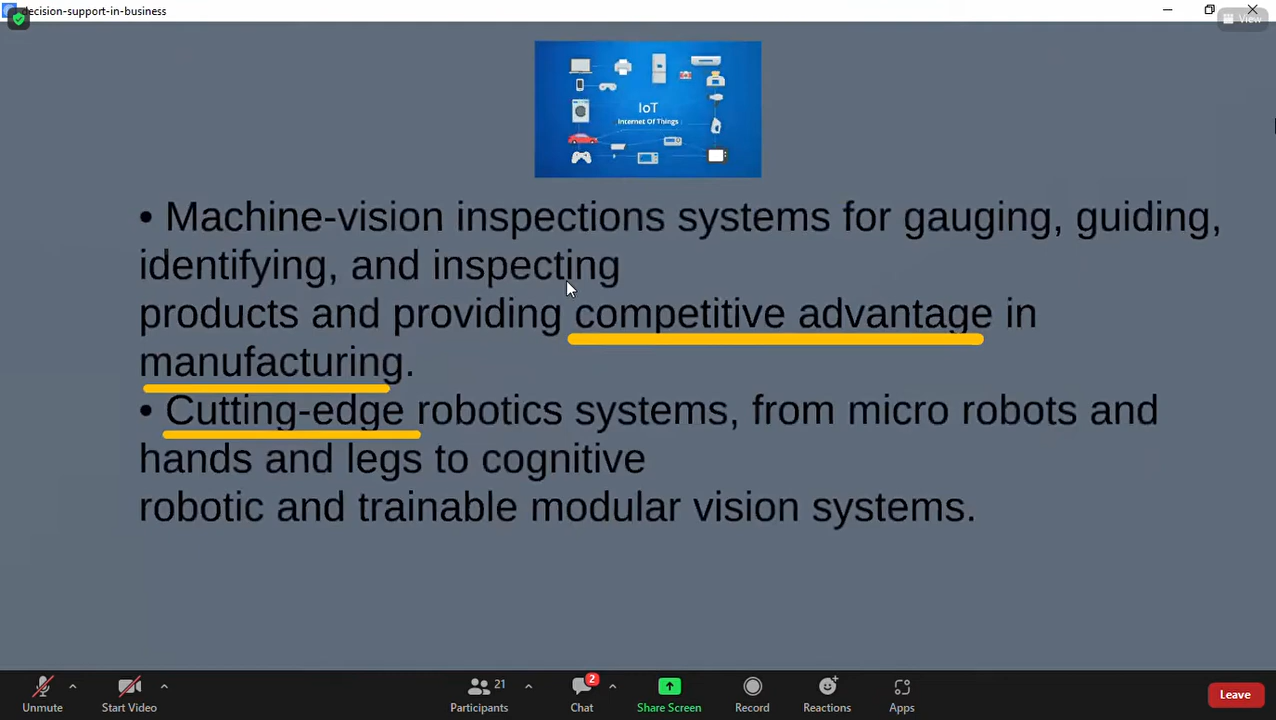 decision-support-in-business
View
IoT
Internet Of Things
• Machine-vision inspections systems for gauging, guiding,
identifying, and inspecting
products and providing competitive advantage in
manufacturing.
• Cutting-edge robotics systems, from micro robots and
hands and legs to cognitive
robotic and trainable modular vision systems.
Unmute
Start Video
21
Participants
2
Chat
Share Screen
Record
Reactions
Apps
Leave